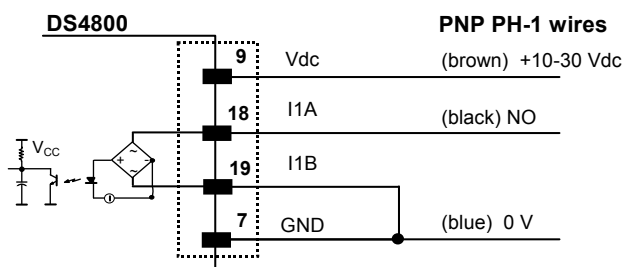 DS4800 PNP PH-1 wires
9 Vdc (brown) +10-30 Vdc
18 I1A (black) NO
V_CC
+ ~ - ~
19 I1B
7 GND (blue) 0 V